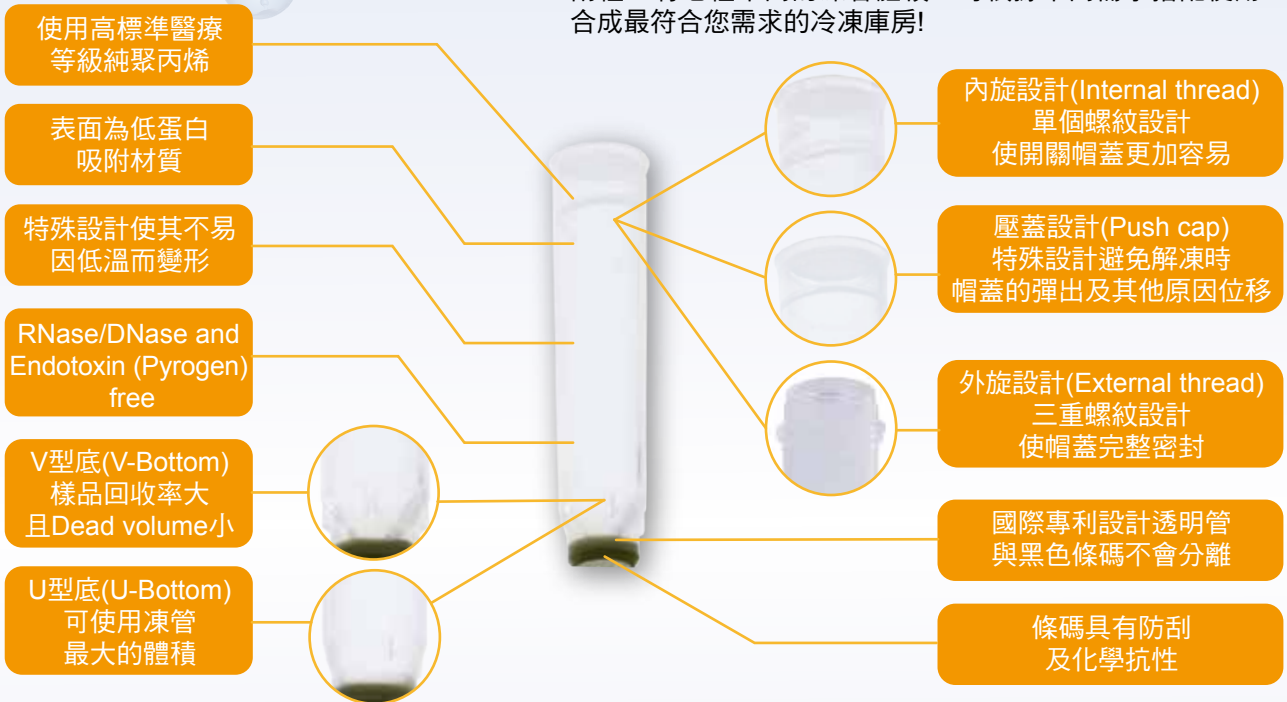 合成最符合您需求的冷凍庫房!
使用高標準醫療
等級純聚丙烯
表面為低蛋白
吸附材質
特殊設計使其不易
因低溫而變形
RNase/DNase and
Endotoxin (Pyrogen)
free
V型底(V-Bottom)
樣品回收率大
且Dead volume小
U型底(U-Bottom)
可使用凍管
最大的體積
內旋設計(Internal thread)
單個螺紋設計
使開關帽蓋更加容易
壓蓋設計(Push cap)
特殊設計避免解凍時
帽蓋的彈出及其他原因位移
外旋設計(External thread)
三重螺紋設計
使帽蓋完整密封
國際專利設計透明管
與黑色條碼不會分離
條碼具有防刮
及化學抗性